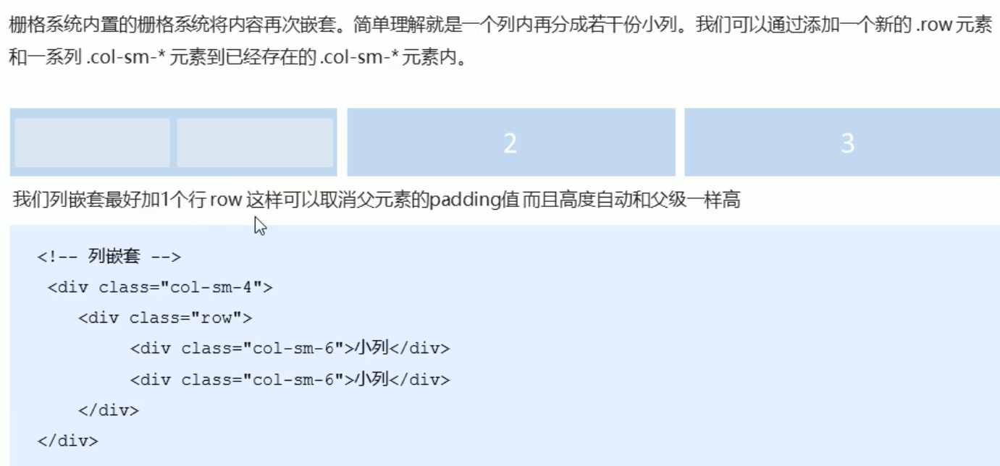 栅格系统内置的栅格系统将内容再次嵌套。简单理解就是一个列内再分成若干份小列。我们可以通过添加一个新的 .row 元素
和一系列 .col-sm-* 元素到已经存在的 .col-sm-* 元素内。
2
3
我们列嵌套最好加1个行 row 这样可以取消父元素的padding值 而且高度自动和父级一样高
<!-- 列嵌套 -->
<div class="col-sm-4">
<div class="row">
<div class="col-sm-6">小列</div>
<div class="col-sm-6">小列</div>
</div>
</div>